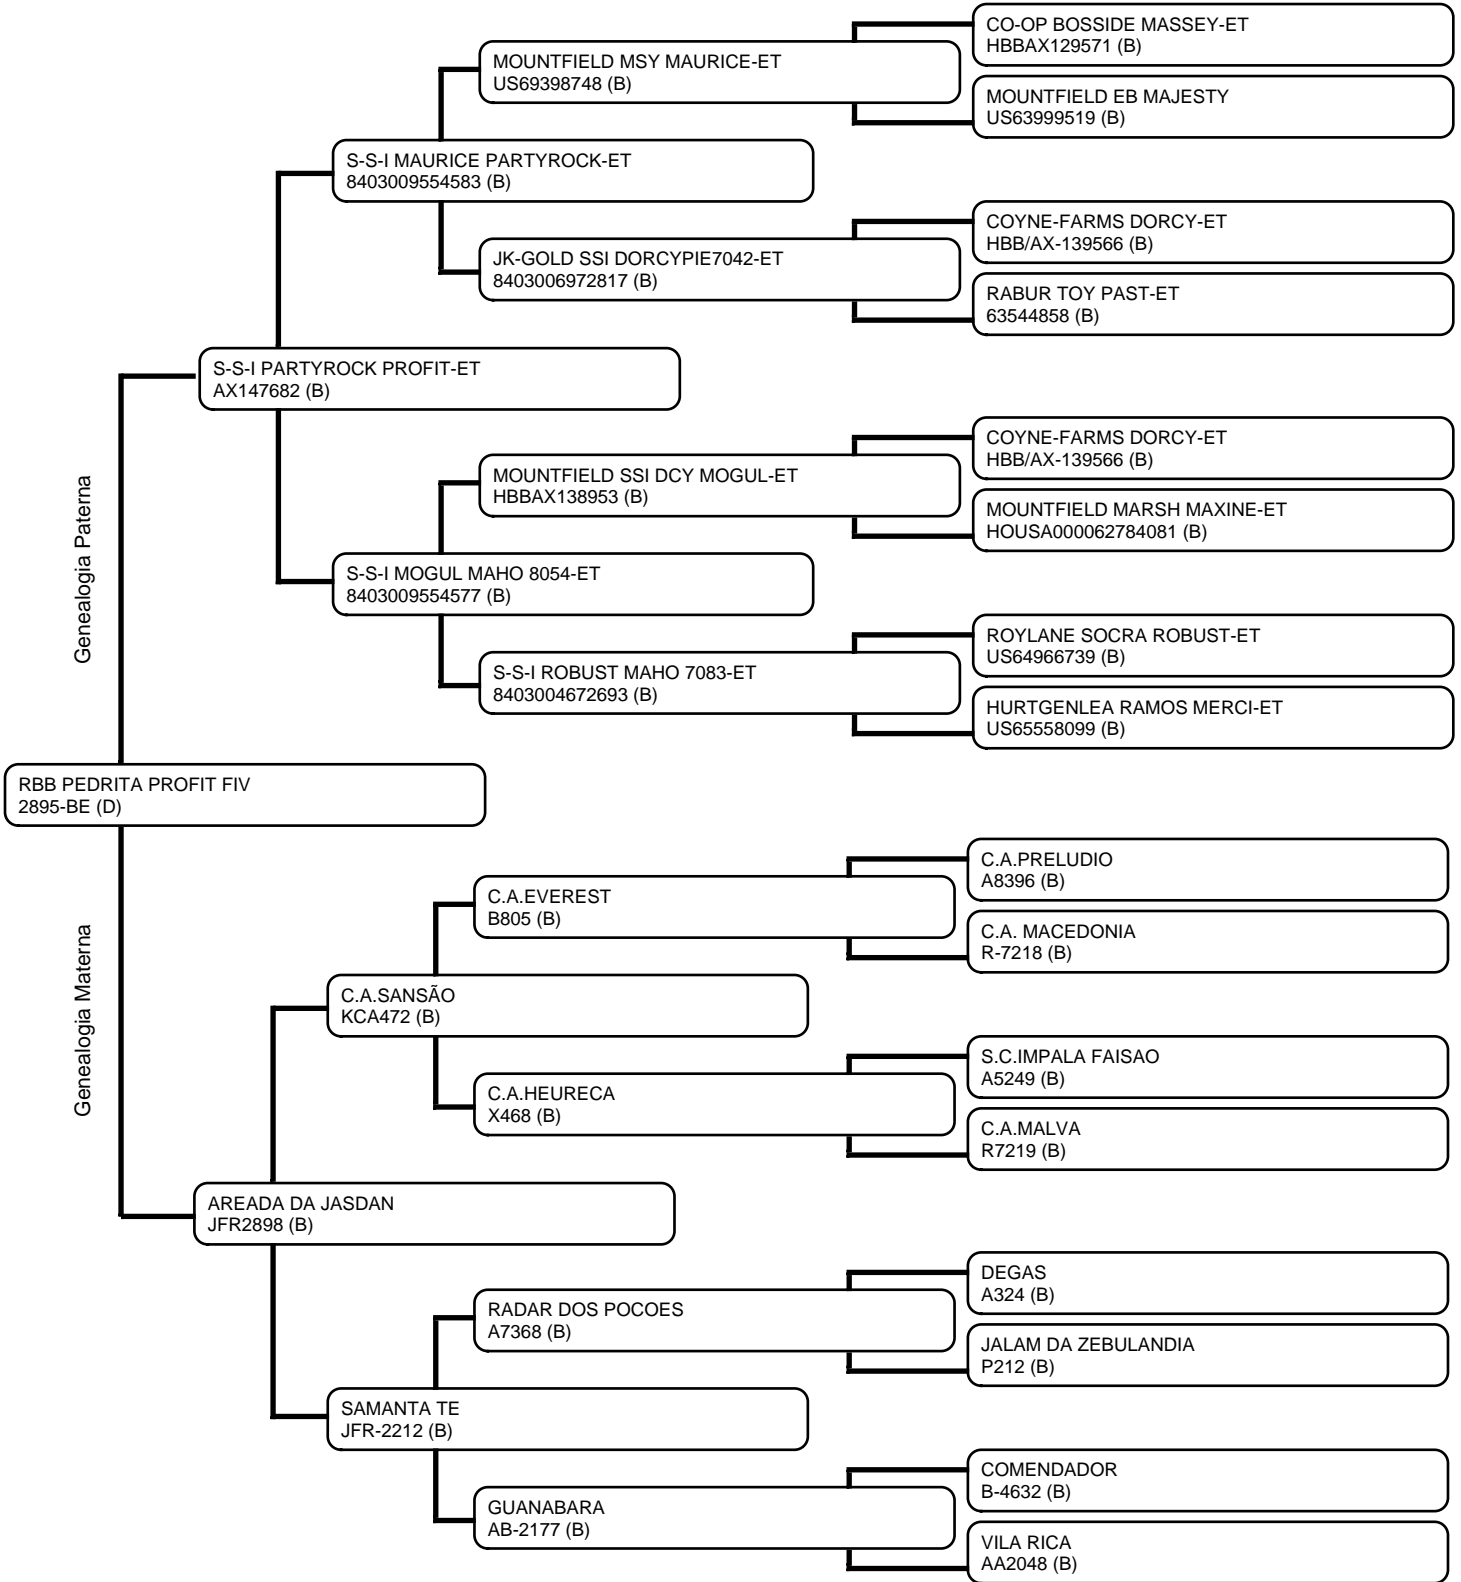 CO-OP BOSSIDE MASSEY-ET
HBBAX129571 (B)
MOUNTFIELD MSY MAURICE-ET
US69398748 (B)
MOUNTFIELD EB MAJESTY
US63999519 (B)
S-S-I MAURICE PARTYROCK-ET
8403009554583 (B)
COYNE-FARMS DORCY-ET
HBB/AX-139566 (B)
JK-GOLD SSI DORCYPIE7042-ET
8403006972817 (B)
RABUR TOY PAST-ET
63544858 (B)
S-S-I PARTYROCK PROFIT-ET
AX147682 (B)
COYNE-FARMS DORCY-ET
HBB/AX-139566 (B)
MOUNTFIELD SSI DCY MOGUL-ET
HBBAX138953 (B)
MOUNTFIELD MARSH MAXINE-ET
HOUSA000062784081 (B)
Genealogia Paterna
S-S-I MOGUL MAHO 8054-ET
8403009554577 (B)
ROYLANE SOCRA ROBUST-ET
US64966739 (B)
S-S-I ROBUST MAHO 7083-ET
8403004672693 (B)
HURTGENLEA RAMOS MERCI-ET
US65558099 (B)
RBB PEDRITA PROFIT FIV
2895-BE (D)
C.A.PRELUDIO
A8396 (B)
C.A.EVEREST
B805 (B)
C.A. MACEDONIA
R-7218 (B)
C.A.SANSÃO
KCA472 (B)
Genealogia Materna
S.C.IMPALA FAISAO
A5249 (B)
C.A.HEURECA
X468 (B)
C.A.MALVA
R7219 (B)
AREADA DA JASDAN
JFR2898 (B)
DEGAS
A324 (B)
RADAR DOS POCOES
A7368 (B)
JALAM DA ZEBULANDIA
P212 (B)
SAMANTA TE
JFR-2212 (B)
COMENDADOR
B-4632 (B)
GUANABARA
AB-2177 (B)
VILA RICA
AA2048 (B)